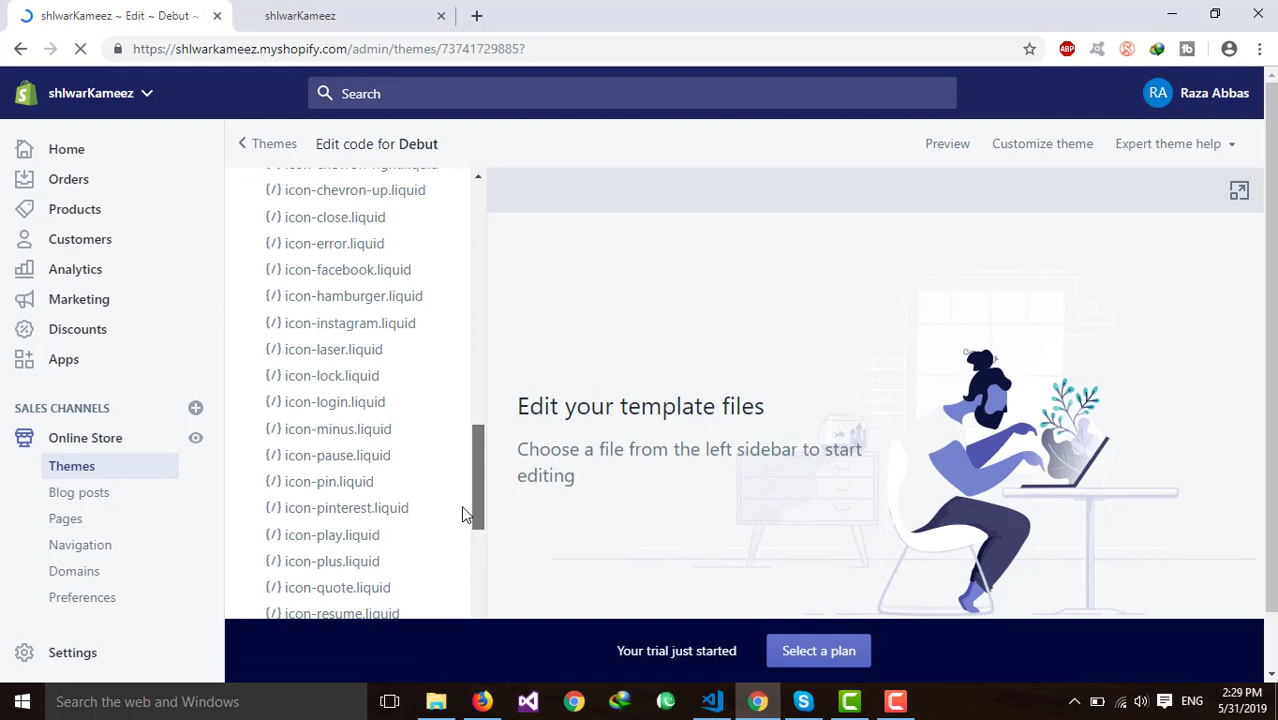 shlwarKameez ~ Edit ~ Debut ~
shlwarKameez
https://shlwarkameez.myshopify.com/admin/themes/73741729885?
ABP
shlwarKameez
Search
RA
Raza Abbas
Home
Orders
Products
Customers
Analytics
Marketing
Discounts
Apps
SALES CHANNELS
Online Store
Themes
Blog posts
Pages
Navigation
Domains
Preferences
Settings
Themes
Edit code for Debut
Preview
Customize theme
Expert theme help
{/} icon-chevron-right.liquid
{/} icon-chevron-up.liquid
{/} icon-close.liquid
{/} icon-error.liquid
{/} icon-facebook.liquid
{/} icon-hamburger.liquid
{/} icon-instagram.liquid
{/} icon-laser.liquid
{/} icon-lock.liquid
{/} icon-login.liquid
{/} icon-minus.liquid
{/} icon-pause.liquid
{/} icon-pin.liquid
{/} icon-pinterest.liquid
{/} icon-play.liquid
{/} icon-plus.liquid
{/} icon-quote.liquid
{/} icon-resume.liquid
Edit your template files
Choose a file from the left sidebar to start
editing
Your trial just started
Select a plan
Search the web and Windows
ENG
2:29 PM
5/31/2019